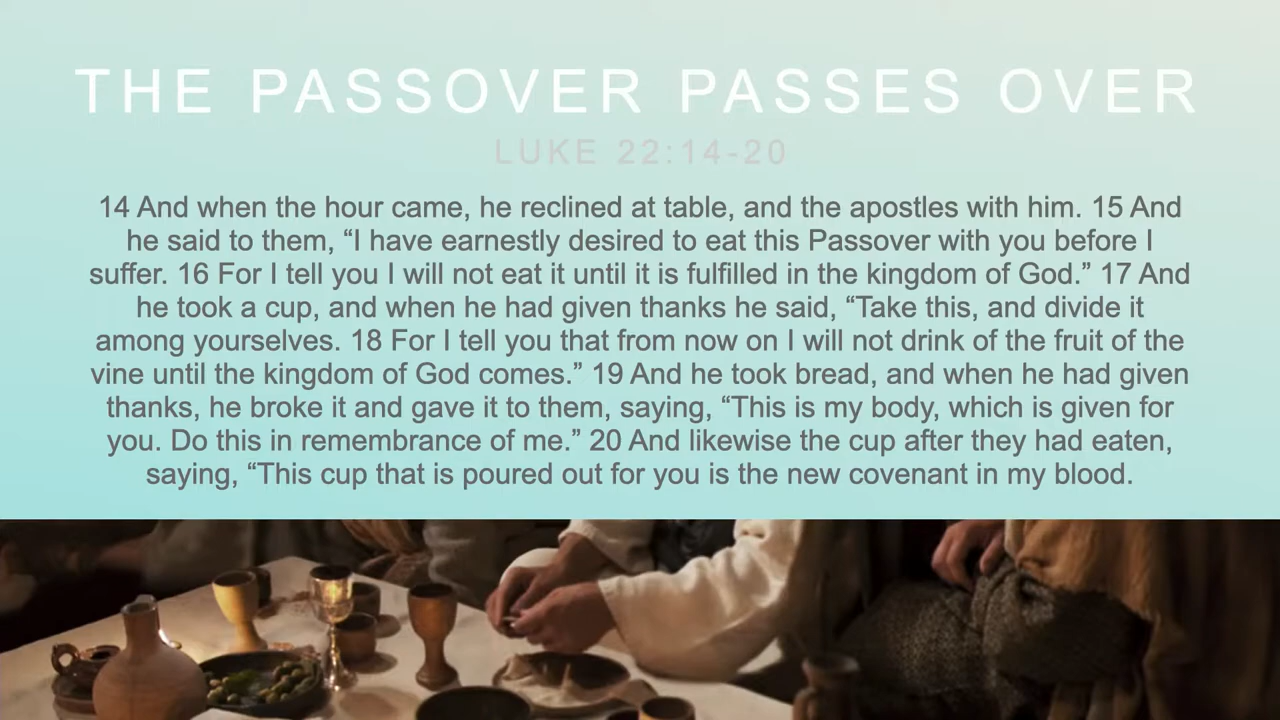 THE PASSOVER PASSES OVER
LUKE 22:14-20
14 And when the hour came, he reclined at table, and the apostles with him. 15 And
he said to them, “I have earnestly desired to eat this Passover with you before I
suffer. 16 For I tell you I will not eat it until it is fulfilled in the kingdom of God.” 17 And
he took a cup, and when he had given thanks he said, “Take this, and divide it
among yourselves. 18 For I tell you that from now on I will not drink of the fruit of the
vine until the kingdom of God comes.” 19 And he took bread, and when he had given
thanks, he broke it and gave it to them, saying, “This is my body, which is given for
you. Do this in remembrance of me.” 20 And likewise the cup after they had eaten,
saying, “This cup that is poured out for you is the new covenant in my blood.